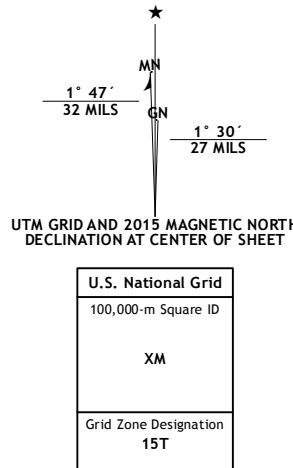 MN
1° 47´
32 MILS
GN
1° 30´
27 MILS
UTM GRID AND 2015 MAGNETIC NORTH
DECLINATION AT CENTER OF SHEET
U.S. National Grid
100,000-m Square ID
XM
Grid Zone Designation
15T